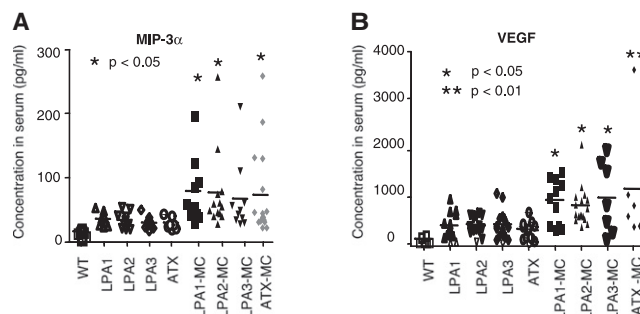 A
MIP-3α
* p < 0.05
Concentration in serum (pg/ml)
300
200
100
0
* * *
WT LPA1 LPA2 LPA3 ATX LPA1-MC LPA2-MC LPA3-MC ATX-MC
B
VEGF
* p < 0.05
** p < 0.01
Concentration in serum (pg/ml)
4000
3000
2000
1000
0
* * * **
WT LPA1 LPA2 LPA3 ATX LPA1-MC LPA2-MC LPA3-MC ATX-MC